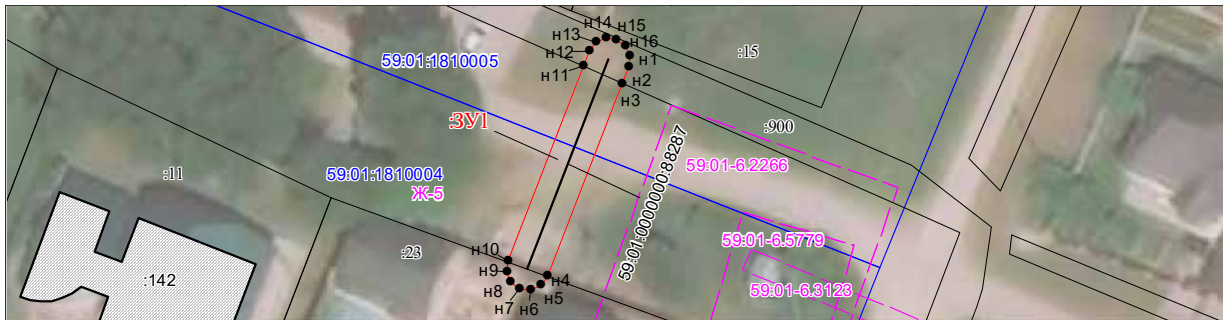 н14
н15
н13
н16
:15
н12
59:01:1810005
н1
н11
н2
н3
:ЗУ1
:900
59:01:0000000:88287
59:01-6.2266
:11
59:01:1810004
Ж-5
59:01-6.5779
:23
н10
:142
н9
н4
н8
н5
59:01-6.3123
н7
н6